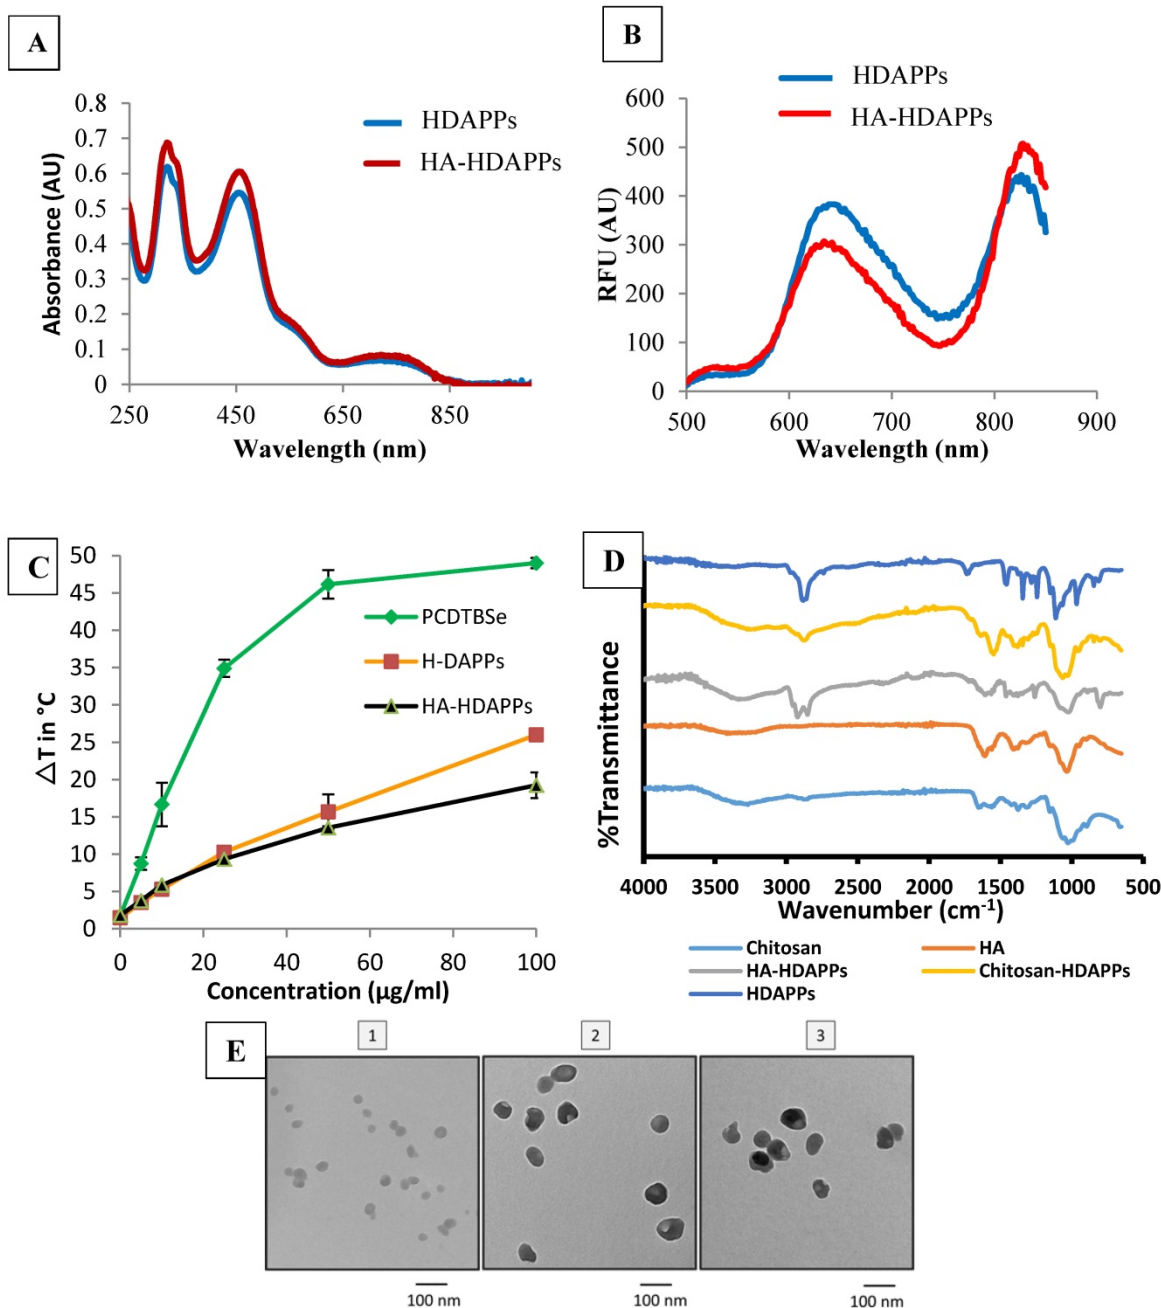 A
HDAPPs
HA-HDAPPs
Absorbance (AU)
0.8
0.7
0.6
0.5
0.4
0.3
0.2
0.1
0
250 450 650 850
Wavelength (nm)
B
HDAPPs
HA-HDAPPs
RFU (AU)
600
500
400
300
200
100
0
500 600 700 800 900
Wavelength (nm)
C
△T in °C
50
45
40
35
30
25
20
15
10
5
0
PCDTBSe
H-DAPPs
HA-HDAPPs
0 20 40 60 80 100
Concentration (µg/ml)
D
%Transmittance
4000 3500 3000 2500 2000 1500 1000 500
Wavenumber (cm-1)
Chitosan HA
HA-HDAPPs Chitosan-HDAPPs
HDAPPs
E
1 2 3
100 nm 100 nm 100 nm